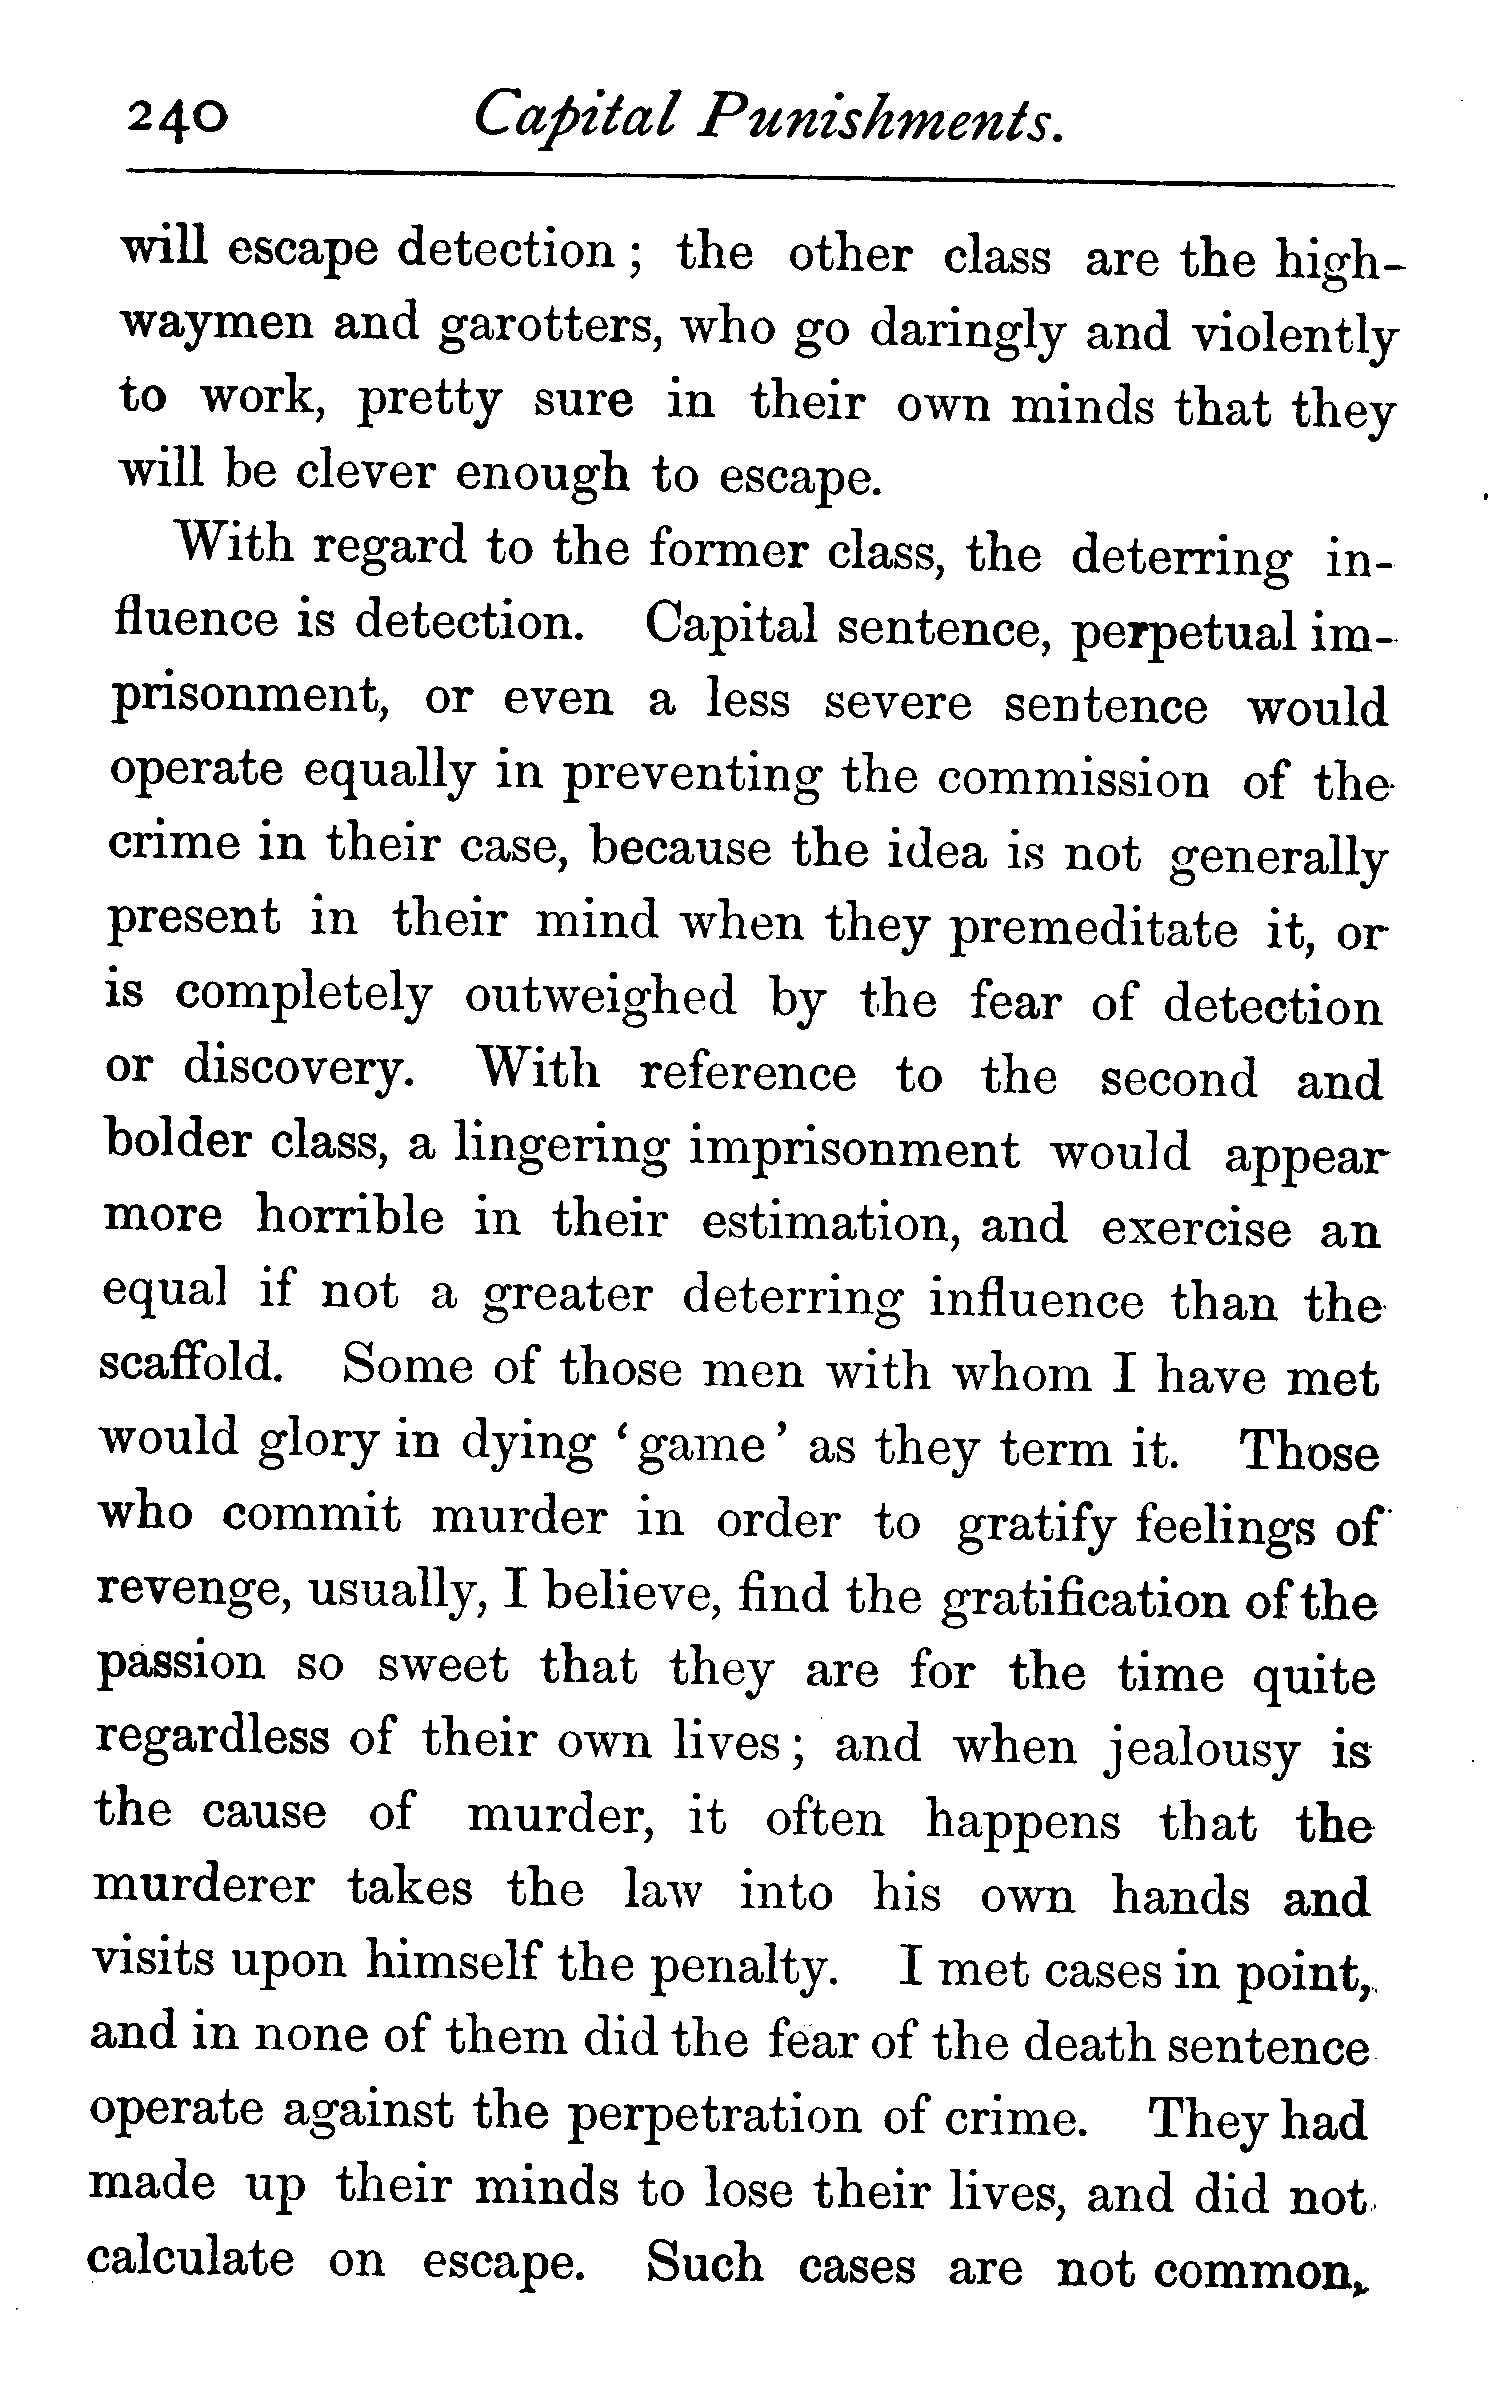 240 Capital Punishments.
will escape detection ; the other class are the high-
waymen and garotters, who go daringly and violently
to work, pretty sure in their own minds that they
will be clever enough to escape.
With regard to the former class, the deterring in-
fluence is detection. Capital sentence, perpetual im-
prisonment, or even a less severe sentence would
operate equally in preventing the commission of the
crime in their case, because the idea is not generally
present in their mind when they premeditate it, or
is completely outweighed by the fear of detection
or discovery. With reference to the second and
bolder class, a lingering imprisonment would appear
more horrible in their estimation, and exercise an
equal if not a greater deterring influence than the
scaffold. Some of those men with whom I have met
would glory in dying ‘game’ as they term it. Those
who commit murder in order to gratify feelings of
revenge, usually, I believe, find the gratification of the
passion so sweet that they are for the time quite
regardless of their own lives ; and when jealousy is
the cause of murder, it often happens that the
murderer takes the law into his own hands and
visits upon himself the penalty. I met cases in point,
and in none of them did the fear of the death sentence
operate against the perpetration of crime. They had
made up their minds to lose their lives, and did not
calculate on escape. Such cases are not common,